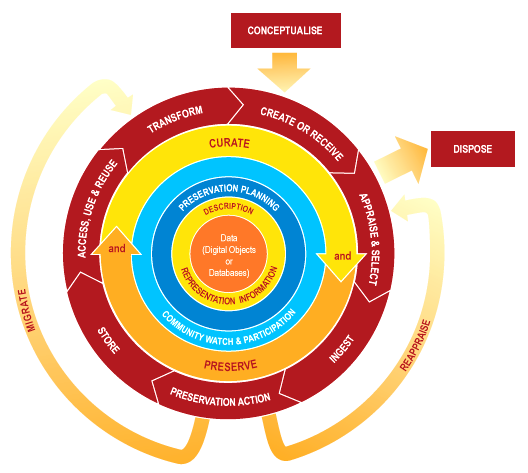 CONCEPTUALISE
CREATE OR RECEIVE
DISPOSE
APPRAISE & SELECT
INGEST
PRESERVATION ACTION
STORE
ACCESS, USE & REUSE
TRANSFORM
MIGRATE
REAPPRAISE
CURATE
and
PRESERVE
and
COMMUNITY WATCH & PARTICIPATION
PRESERVATION PLANNING
DESCRIPTION
REPRESENTATION INFORMATION
Data
(Digital Objects
or
Databases)